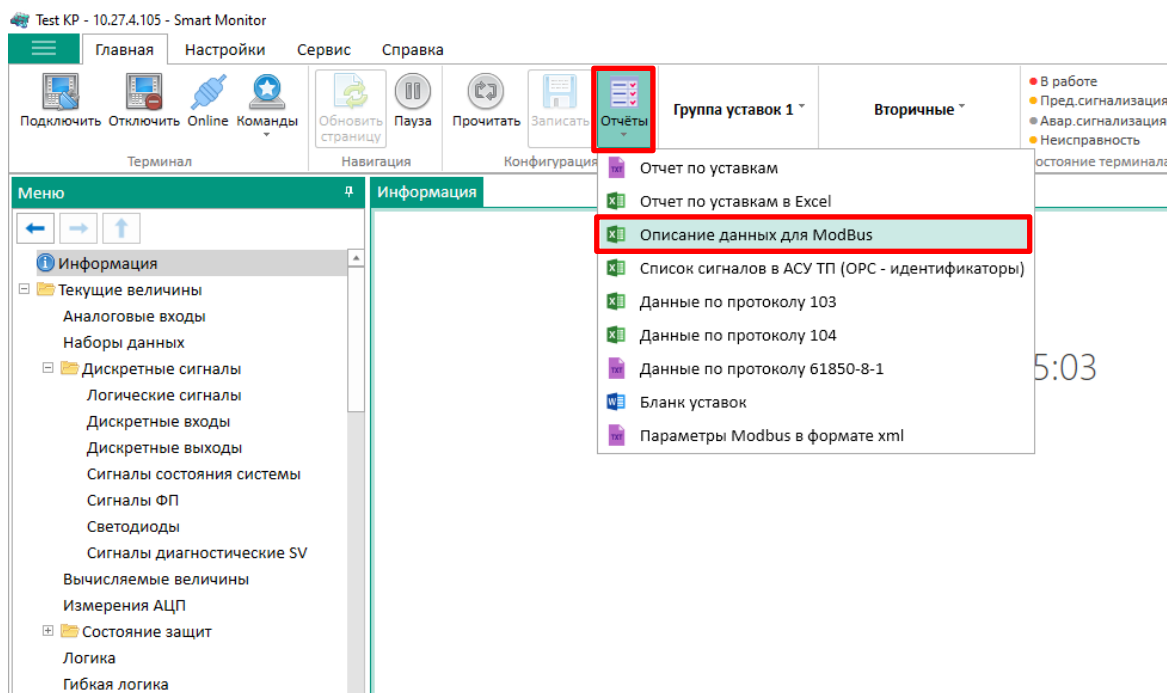 Test KP - 10.27.4.105 - Smart Monitor
Главная Настройки Сервис Справка
Подключить Отключить Online Команды Обновить страницу Пауза Прочитать Записать Отчёты Группа уставок 1 Вторичные
В работе
Пред.сигнализация
Авар.сигнализация
Неисправность
Терминал Навигация Конфигурация остояние терминала
Отчет по уставкам
Отчет по уставкам в Excel
Описание данных для ModBus
Список сигналов в АСУ ТП (OPC - идентификаторы)
Данные по протоколу 103
Данные по протоколу 104
Данные по протоколу 61850-8-1
Бланк уставок
Параметры Modbus в формате xml
Меню
Информация
Информация
Текущие величины
Аналоговые входы
Наборы данных
Дискретные сигналы
Логические сигналы
Дискретные входы
Дискретные выходы
Сигналы состояния системы
Сигналы ФП
Светодиоды
Сигналы диагностические SV
Вычисляемые величины
Измерения АЦП
Состояние защит
Логика
Гибкая логика
5:03